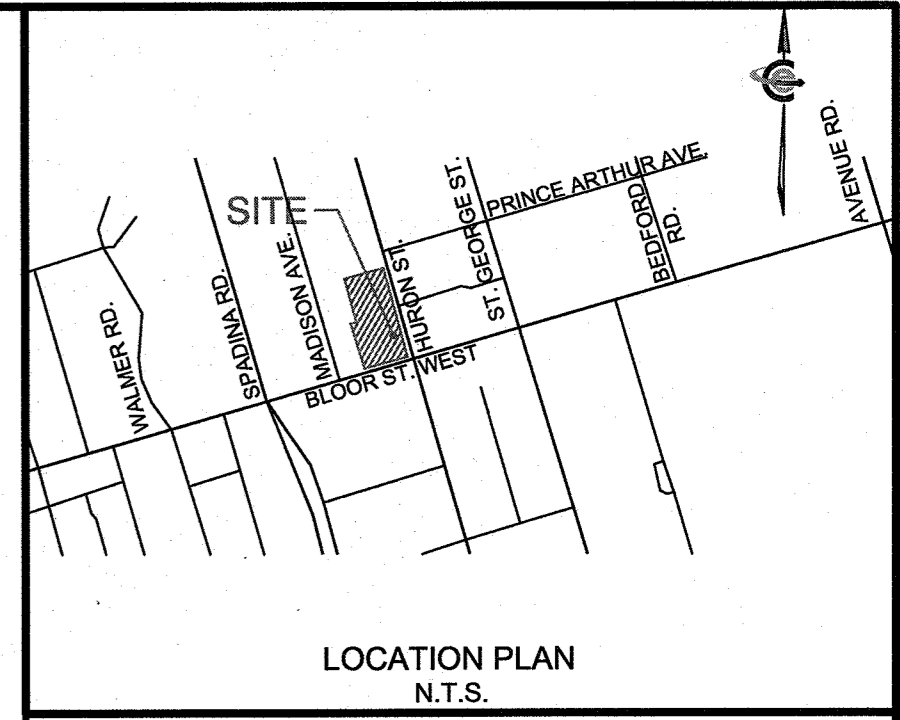 SITE
WALMER RD.
SPADINA RD.
MADISON AVE.
HURON ST.
ST. GEORGE ST.
PRINCE ARTHUR AVE.
BEDFORD
RD.
AVENUE RD.
BLOOR ST. WEST
LOCATION PLAN
N.T.S.